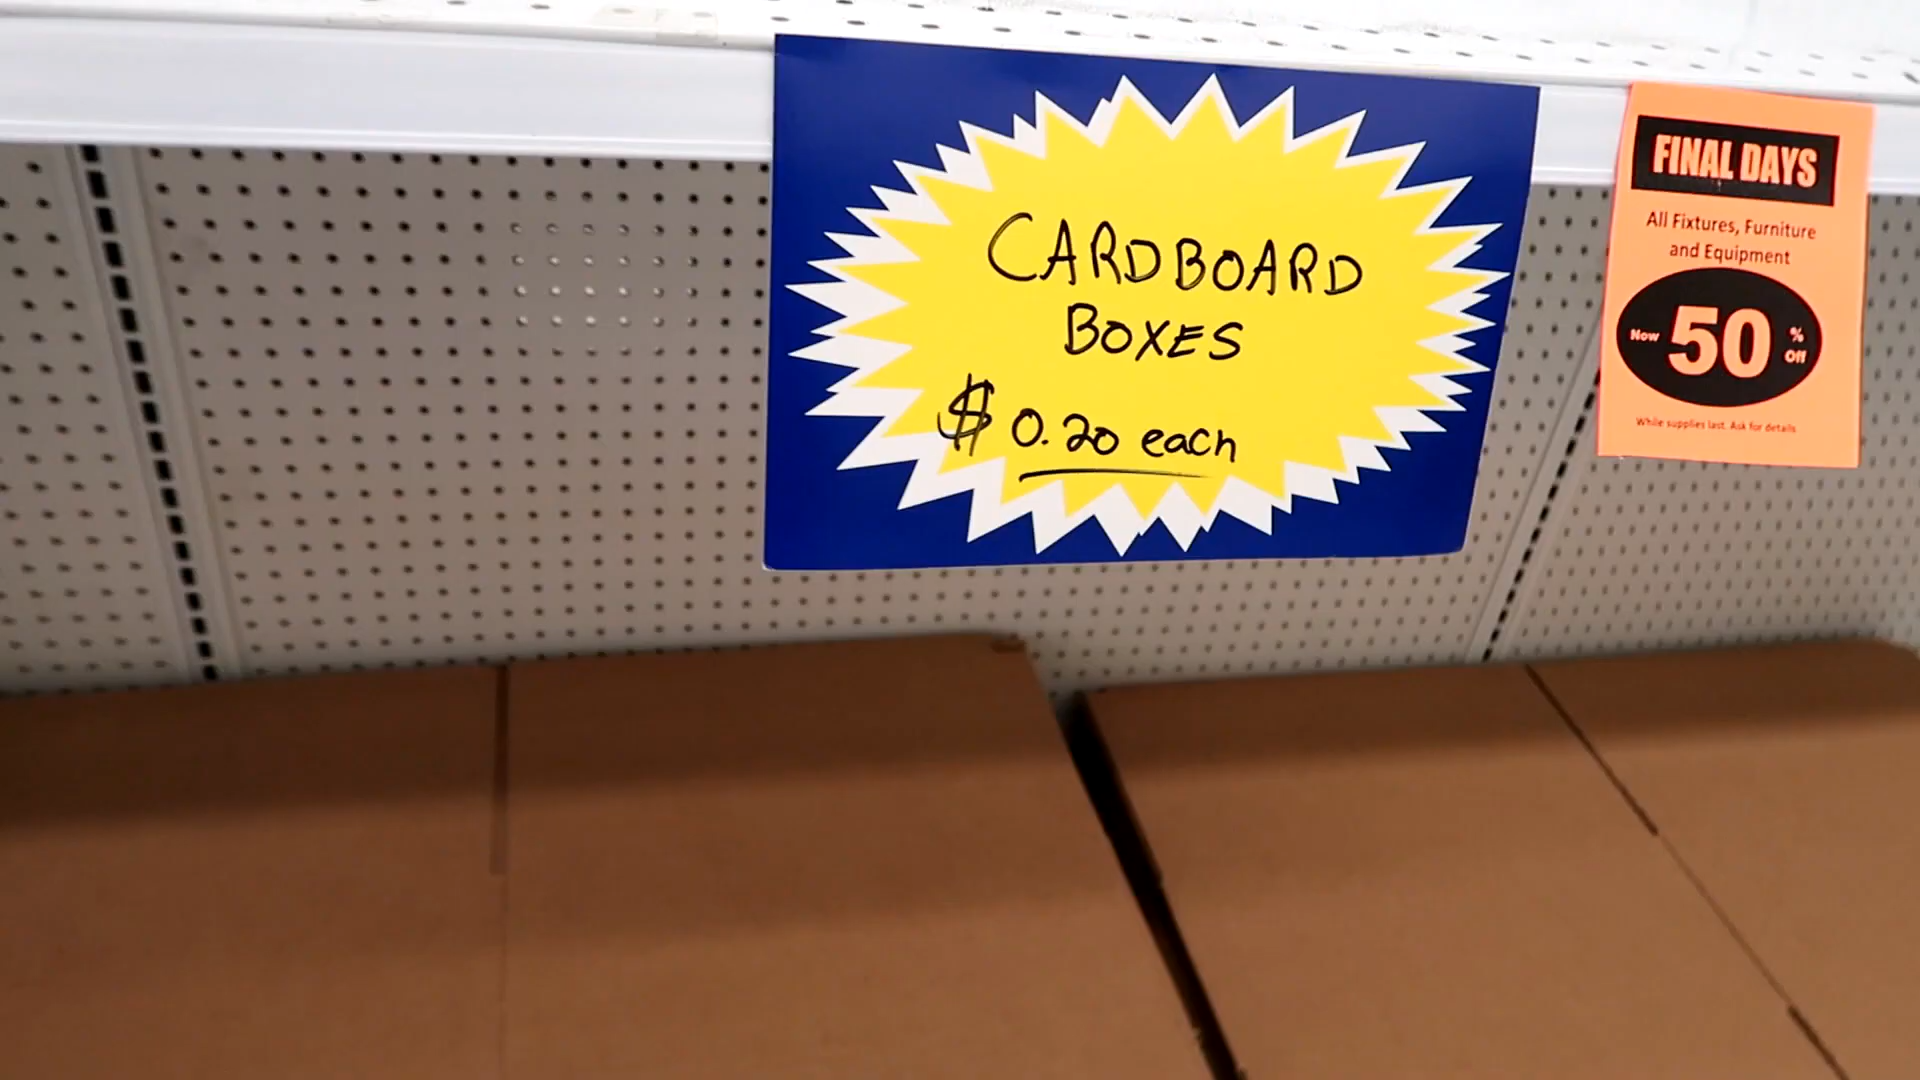 CARDBOARD
BOXES
$ 0.20 each
FINAL DAYS
All Fixtures, Furniture
and Equipment
Now 50 % Off
While supplies last. Ask for details